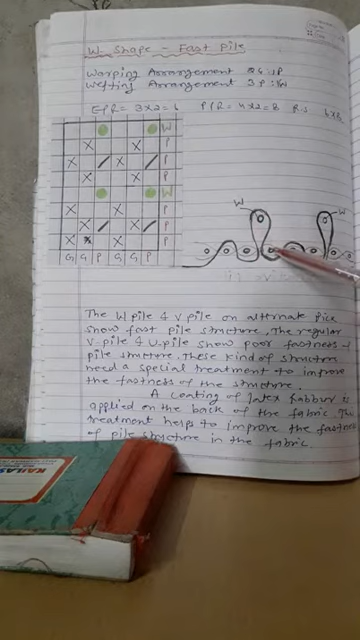 W- Shape - Fast Pile
Warping Arrangement 2G:1P
Wefting Arrangement 3P:1W
EPR = 3x2=6 PPR = 4x2=8 R.S 6x8
W
P
P
P
W
P
P
P
G G P G G P
W W
The W pile & V pile on alternate pick
show fast pile structure. The regular
V-pile & U-pile show poor fastness
pile structure. These kind of structures
need a special treatment to improve
the fastness of the structure.
A coating of latex rubbur is
applied on the back of the fabric. This
treatment helps to improve the fastness
of pile structure in the fabric.
KAILAS